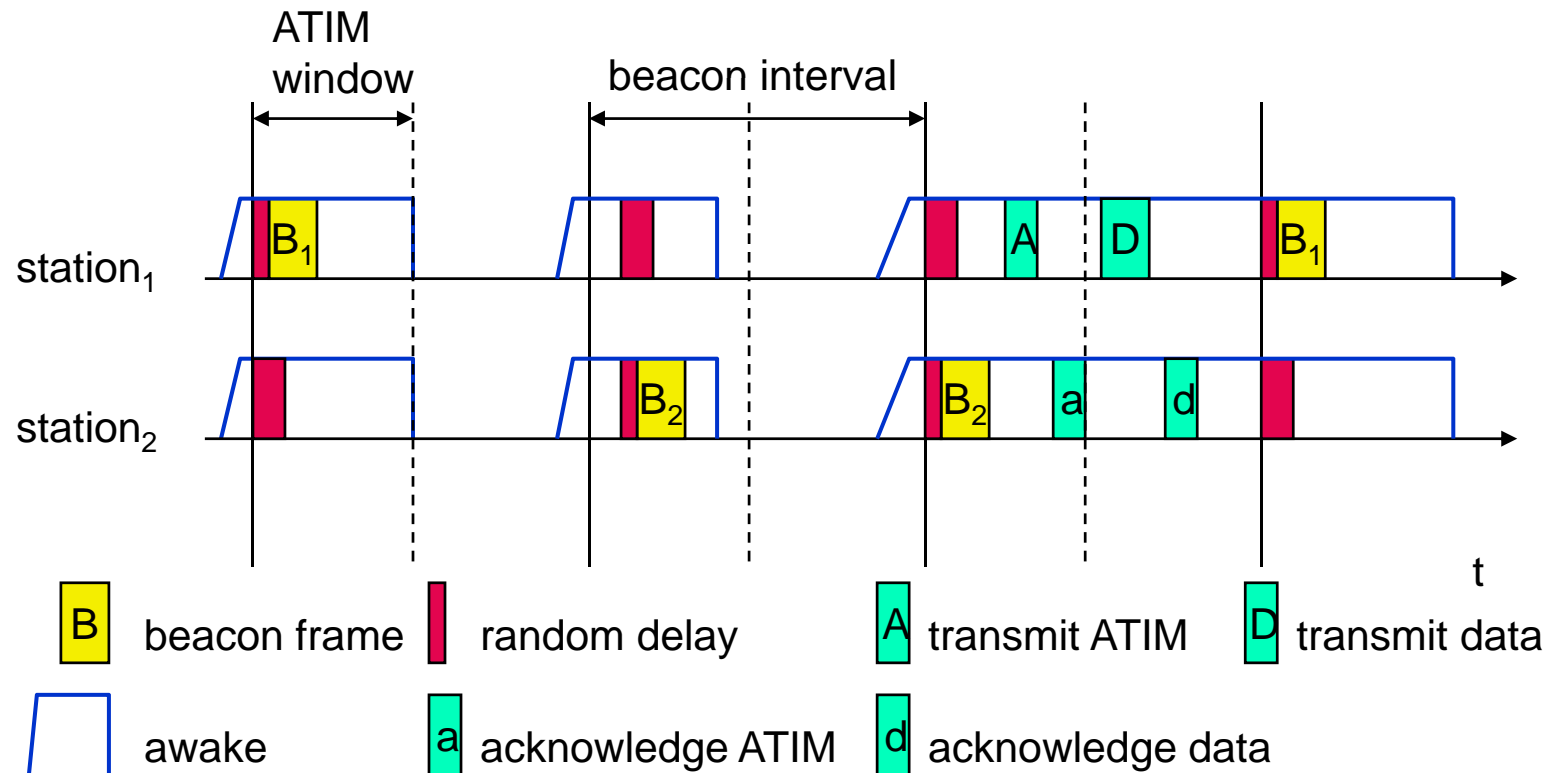 ATIM
window
beacon interval
B₁ A D B₁
station₁
B₂ B₂ a d
station₂
t
B beacon frame random delay A transmit ATIM D transmit data
awake a acknowledge ATIM d acknowledge data